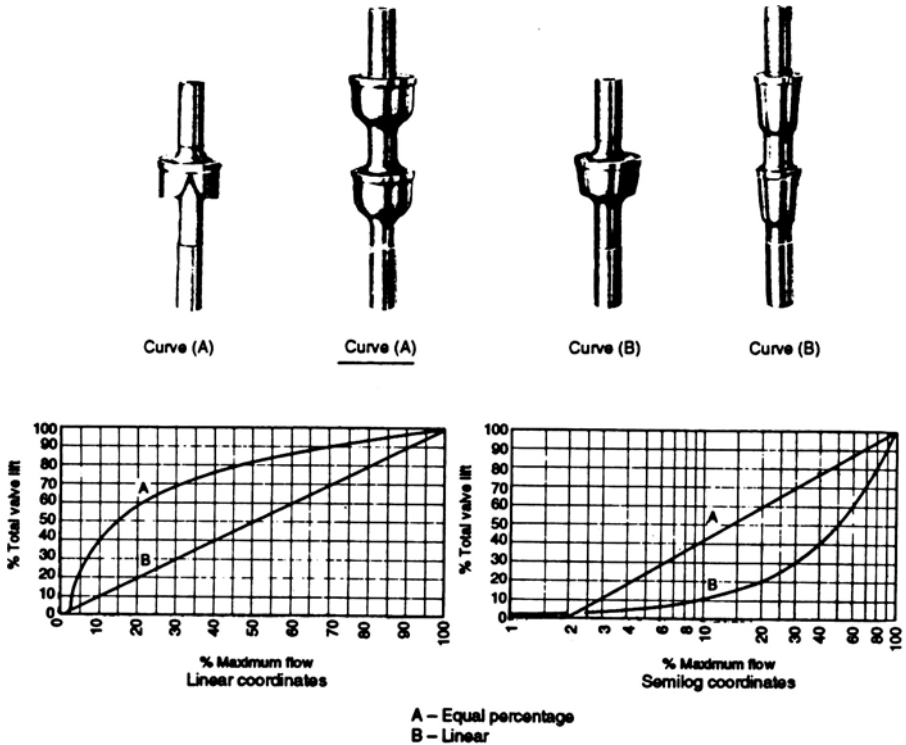 Curve (A)
Curve (A)
Curve (B)
Curve (B)
% Total valve lift
100
90
80
70
60
50
40
30
20
10
0
A
B
0
10
20
30
40
50
60
70
80
90
100
% Maximum flow
Linear coordinates
% Total valve lift
100
90
80
70
60
50
40
30
20
10
0
A
B
1
2
3
4
6
8
10
20
30
40
60
80
100
% Maximum flow
Semilog coordinates
A – Equal percentage
B – Linear